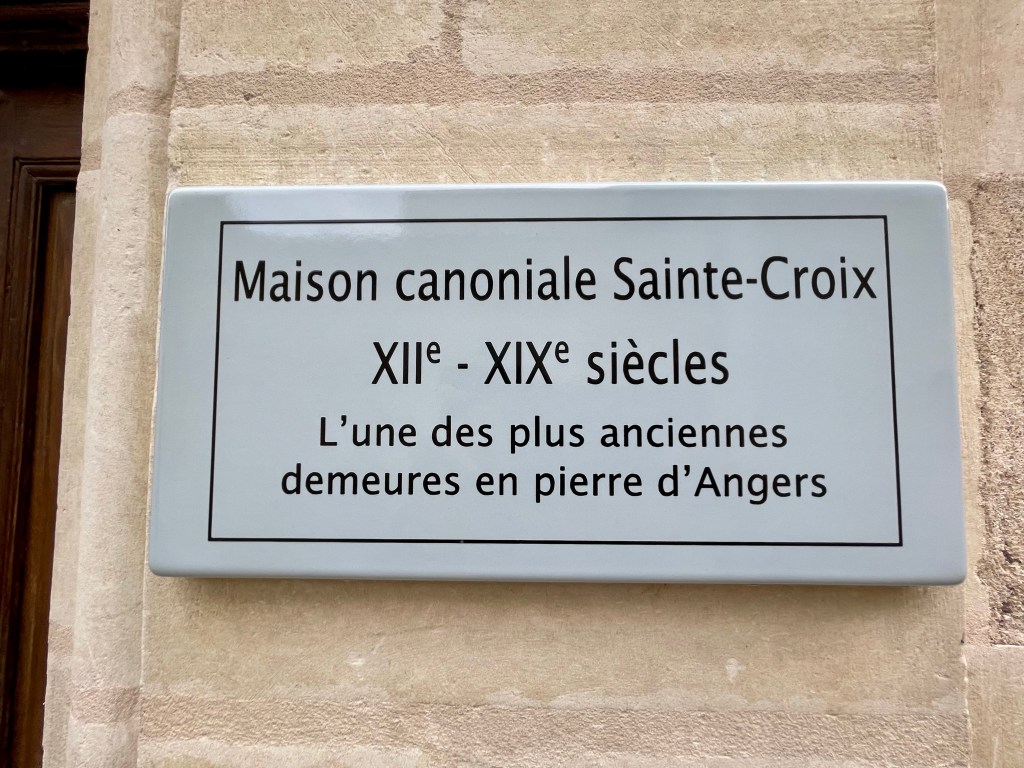 Maison canoniale Sainte-Croix
XIIᵉ - XIXᵉ siècles
L'une des plus anciennes
demeures en pierre d'Angers